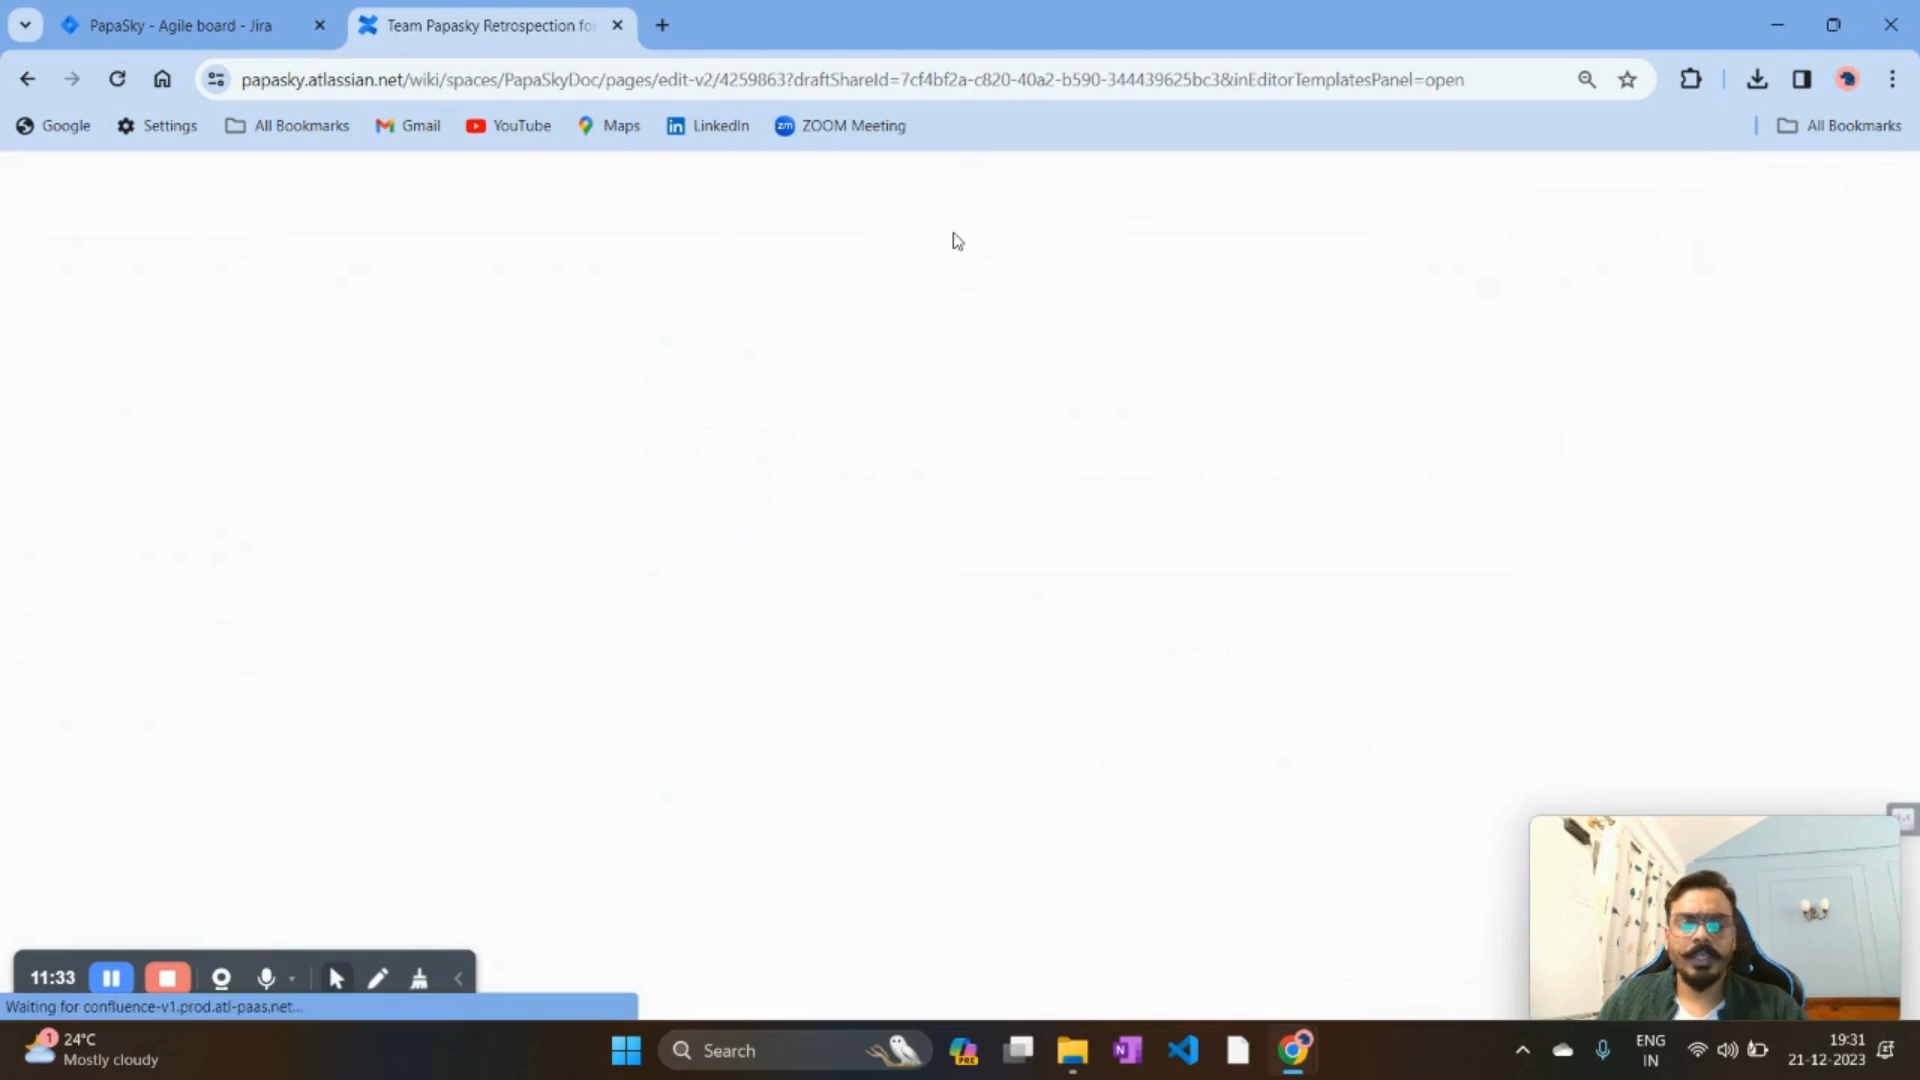 PapaSky - Agile board - Jira
Team Papasky Retrospection fo
papasky.atlassian.net/wiki/spaces/PapaSkyDoc/pages/edit-v2/4259863?draftShareId=7cf4bf2a-c820-40a2-b590-344439625bc3&inEditorTemplatesPanel=open
Google
Settings
All Bookmarks
Gmail
YouTube
Maps
LinkedIn
zm ZOOM Meeting
All Bookmarks
11:33
Waiting for confluence-v1.prod.atl-paas.net...
1
24°C
Mostly cloudy
Search
PRE
N
ENG
IN
19:31
21-12-2023